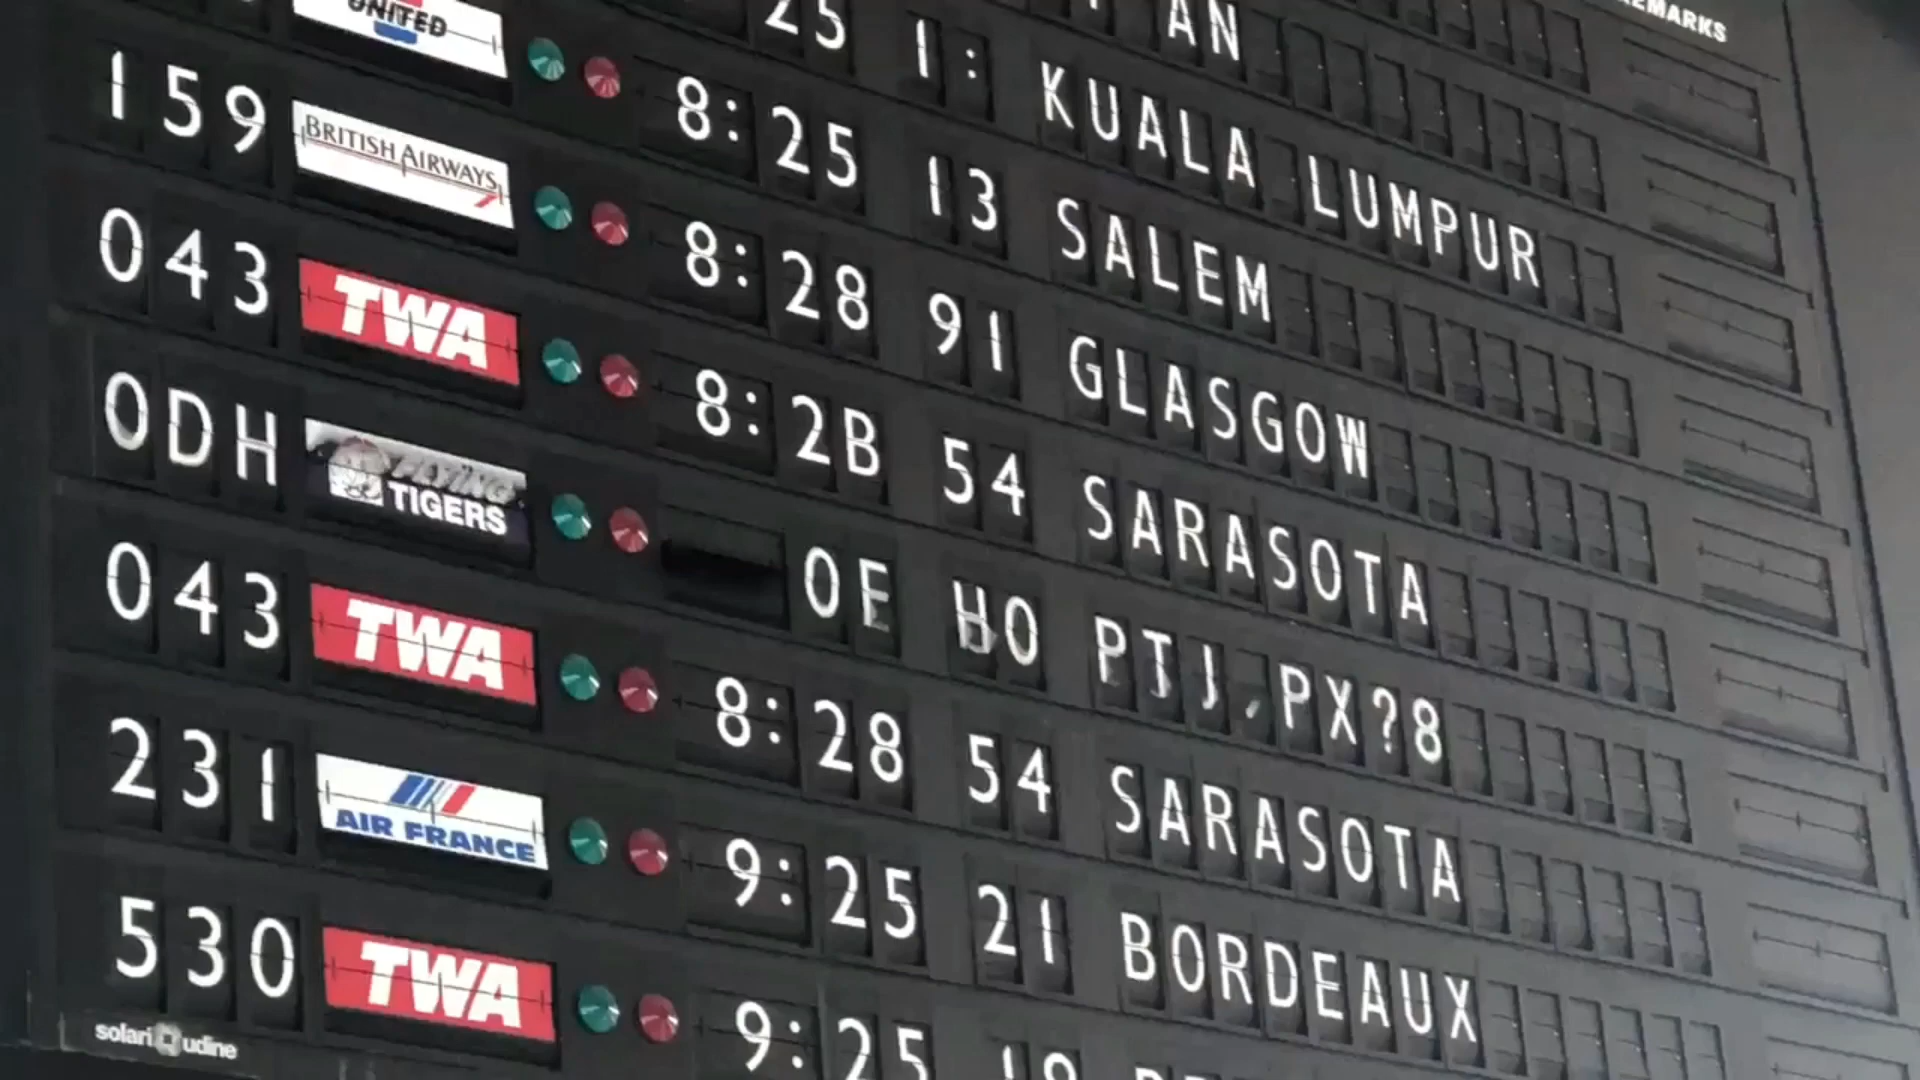 REMARKS
AN
25 1: KUALA LUMPUR
UNITED 8:25 13 SALEM
159 BRITISH AIRWAYS 8:28 91 GLASGOW
043 TWA 8:2B 54 SARASOTA
0DH FLYING TIGERS 0E HO PTJ,PX?8
043 TWA 8:28 54 SARASOTA
231 AIR FRANCE 9:25 21 BORDEAUX
530 TWA 9:25
solari udine